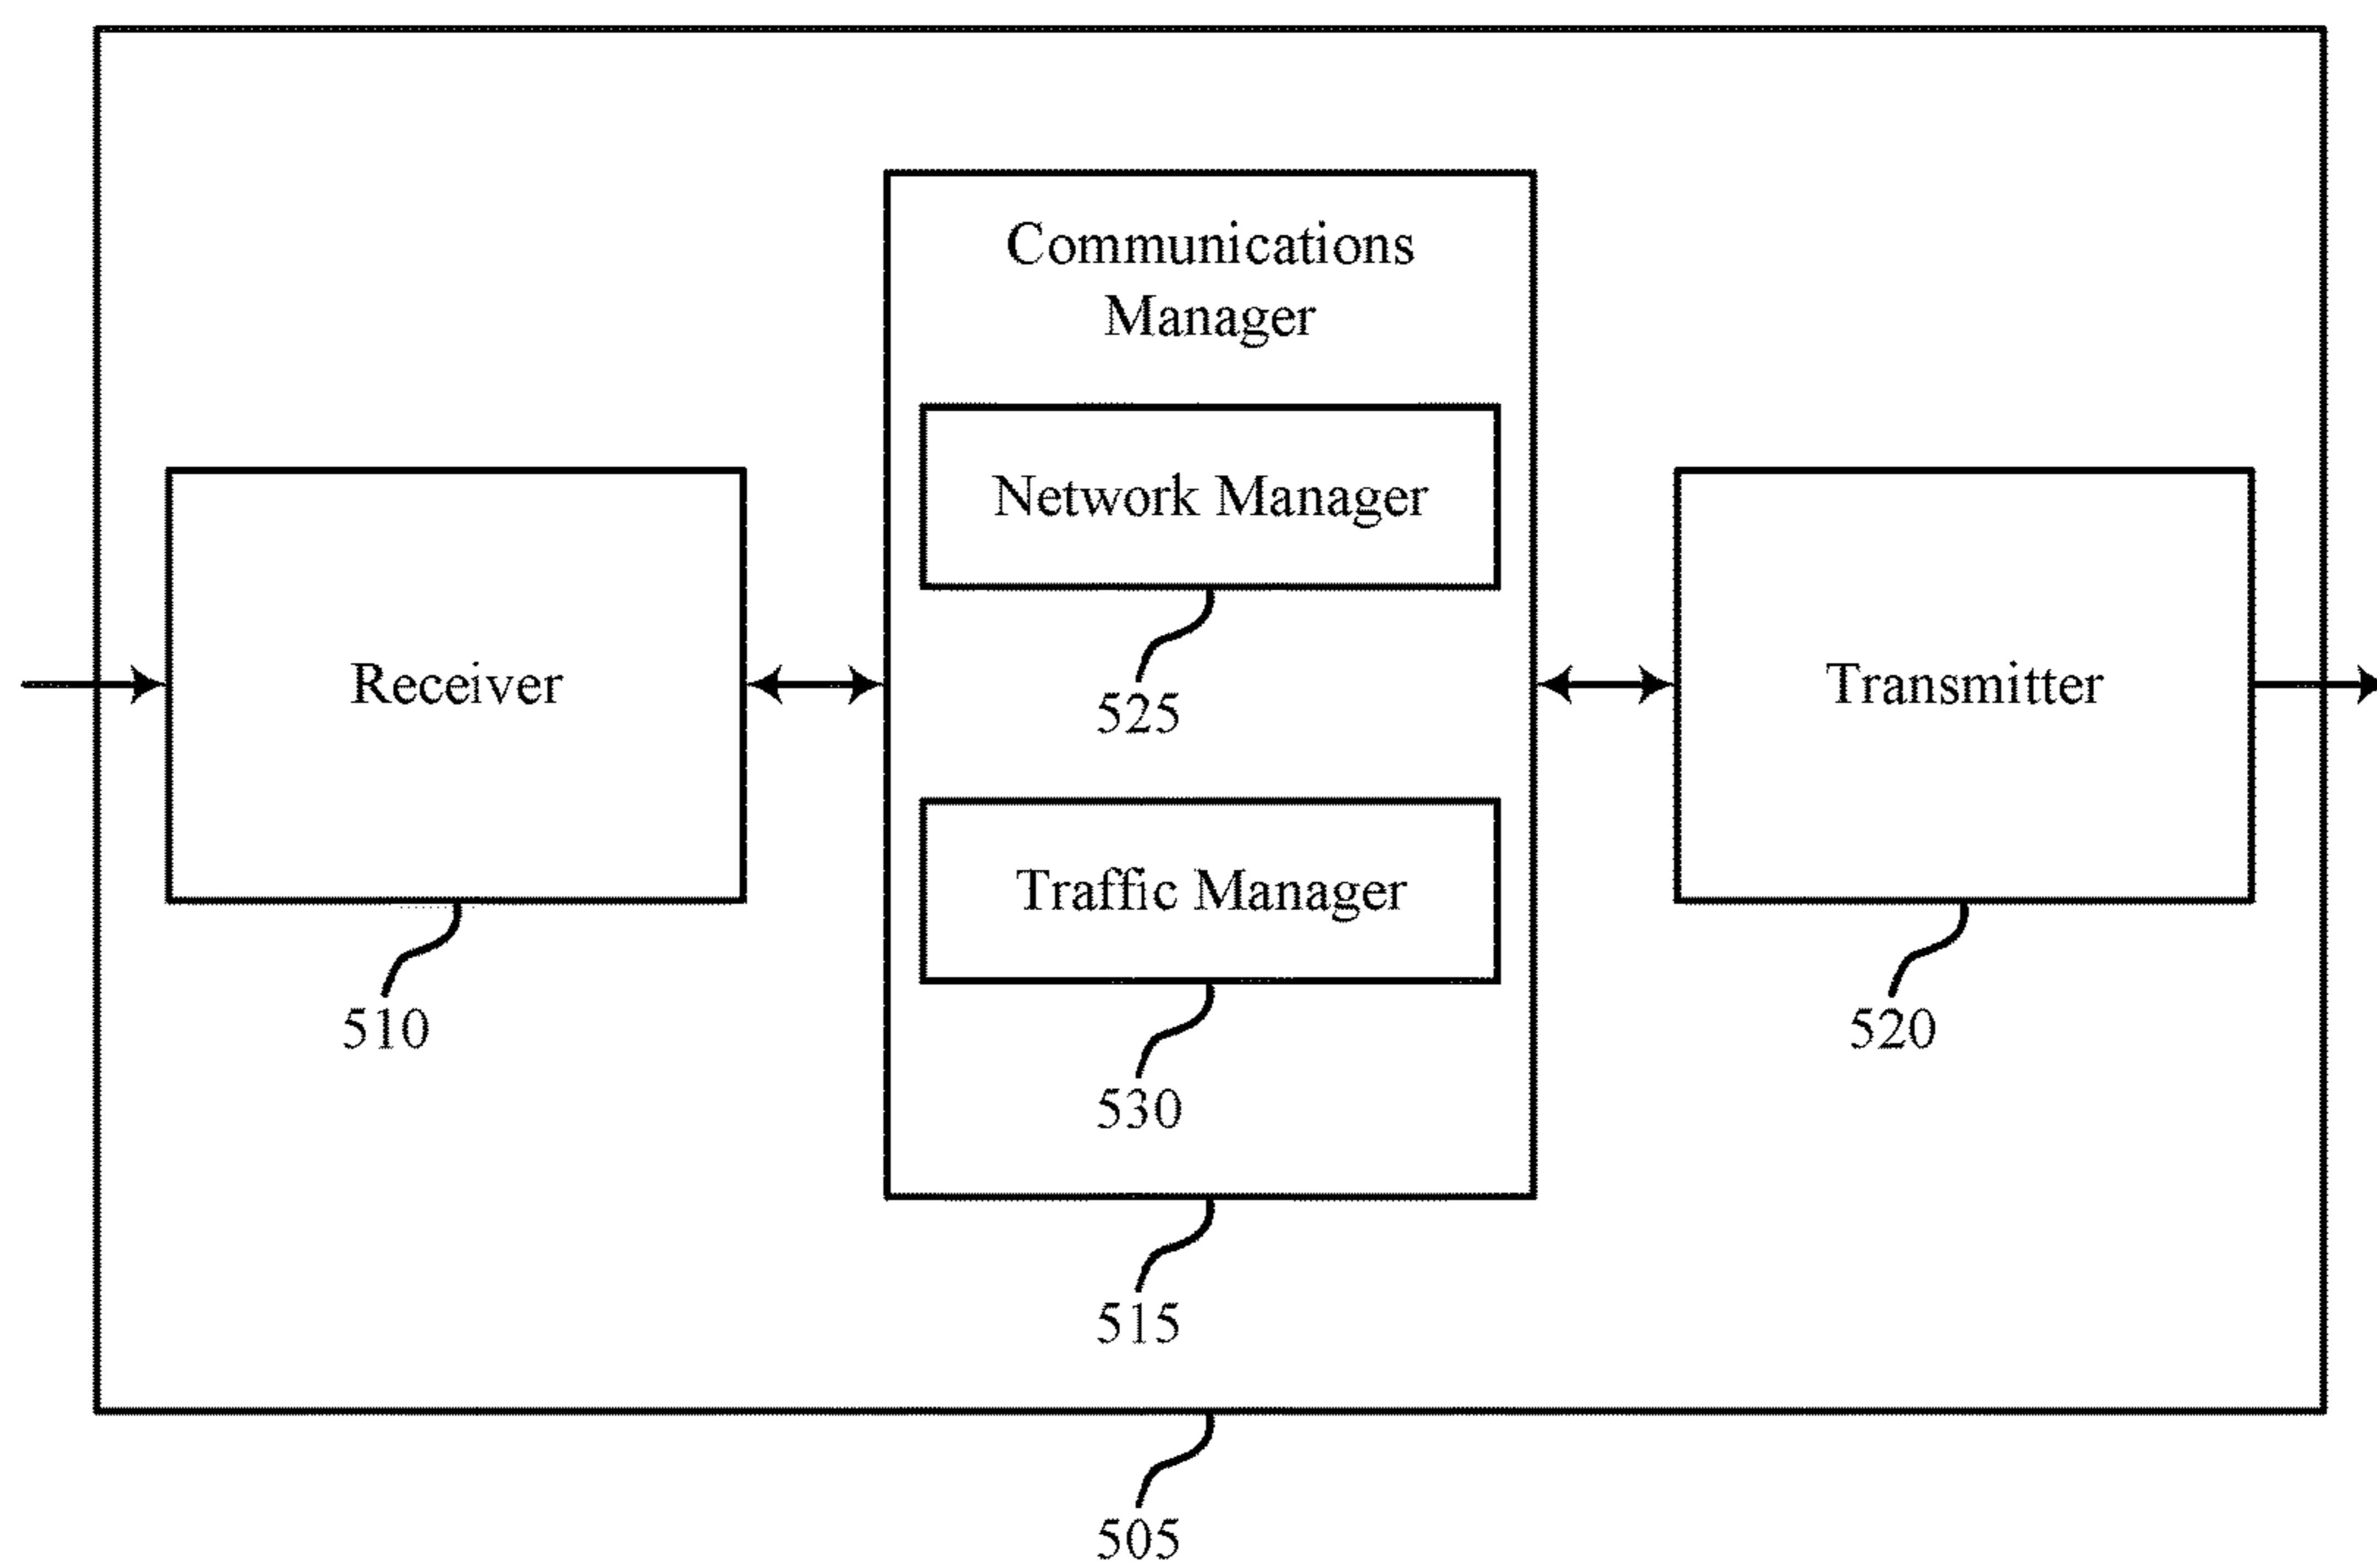 Communications
Manager
Network Manager
Receiver
Transmitter
525
Traffic Manager
510
520
530
515
505